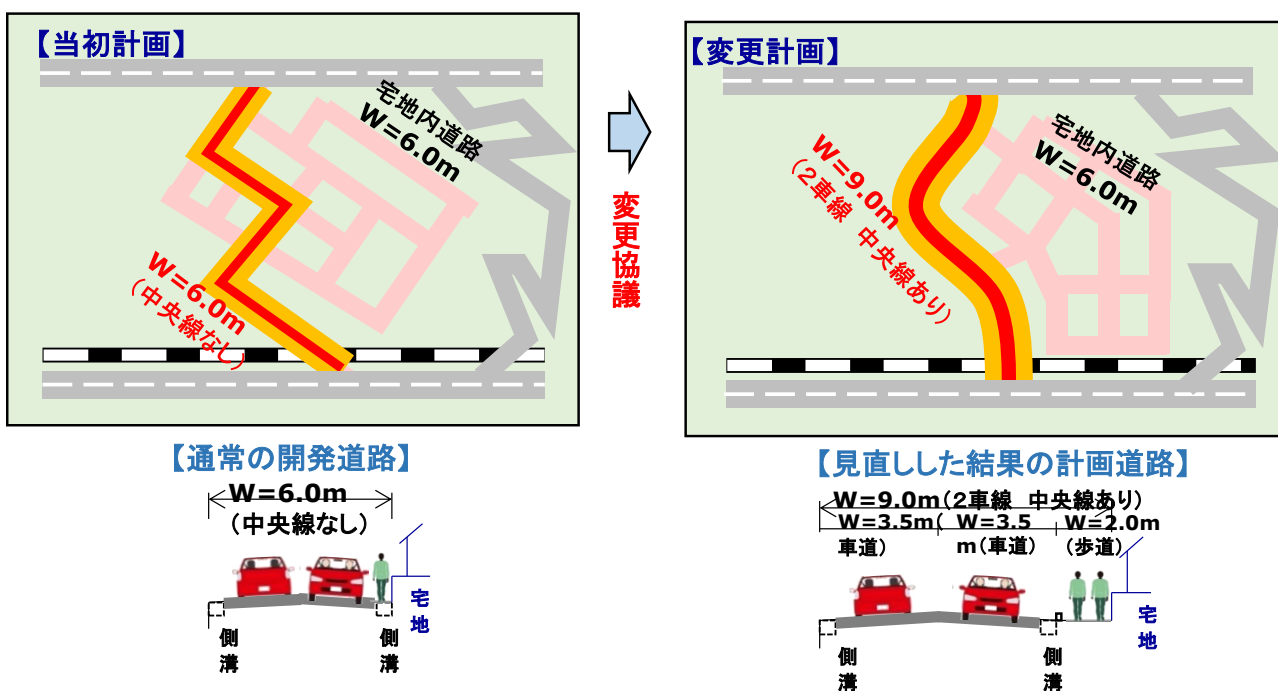 【当初計画】
宅地内道路
W=6.0m
W=6.0m
(中央線なし)
変更協議
【変更計画】
宅地内道路
W=6.0m
W=9.0m
(2車線 中央線あり)
【通常の開発道路】
W=6.0m
(中央線なし)
宅地
側溝
側溝
【見直しした結果の計画道路】
W=9.0m(2車線 中央線あり)
W=3.5m(
車道)
W=3.5
m(車道)
W=2.0m
(歩道)
宅地
側溝
側溝